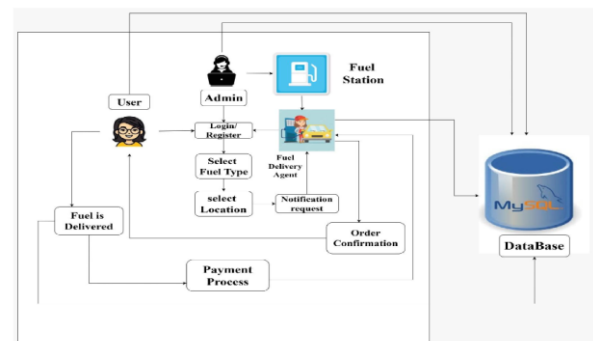 Fuel
Station
User
Admin
Login/
Register
Fuel
Delivery
Agent
Select
Fuel Type
select
Location
Notification
request
Fuel is
Delivered
Order
Confirmation
Payment
Process
MySQL
DataBase